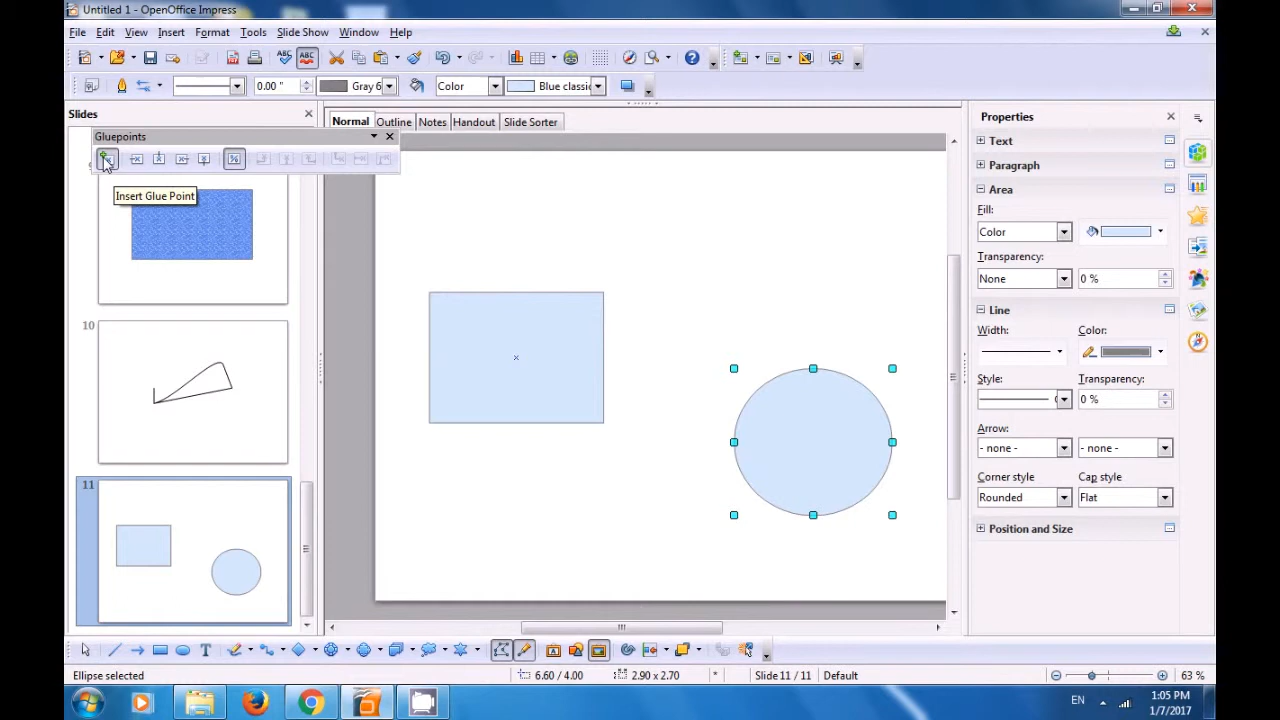 Untitled 1 - OpenOffice Impress
File Edit View Insert Format Tools Slide Show Window Help
0.00 " Gray 6 Color Blue classic
Slides
Normal Outline Notes Handout Slide Sorter
Gluepoints
Insert Glue Point
10
11
Properties
Text
Paragraph
Area
Fill:
Color
Transparency:
None 0 %
Line
Width: Color:
Style: Transparency:
0 %
Arrow:
- none - - none -
Corner style Cap style
Rounded Flat
Position and Size
Ellipse selected 6.60 / 4.00 2.90 x 2.70 * Slide 11 / 11 Default 63 %
EN 1:05 PM
1/7/2017